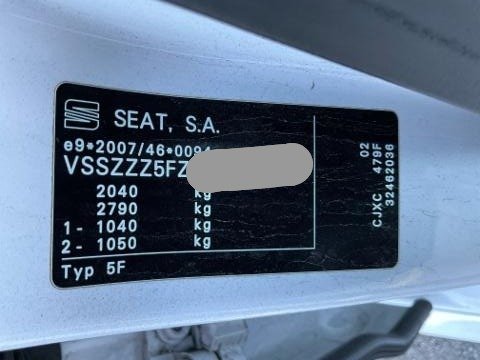 SEAT, S.A.
e9*2007/46*0094
VSSZZZ5FZ
2040 kg
2790 kg
1- 1040 kg
2- 1050 kg
Typ 5F
02
CJXC 479F
32462036